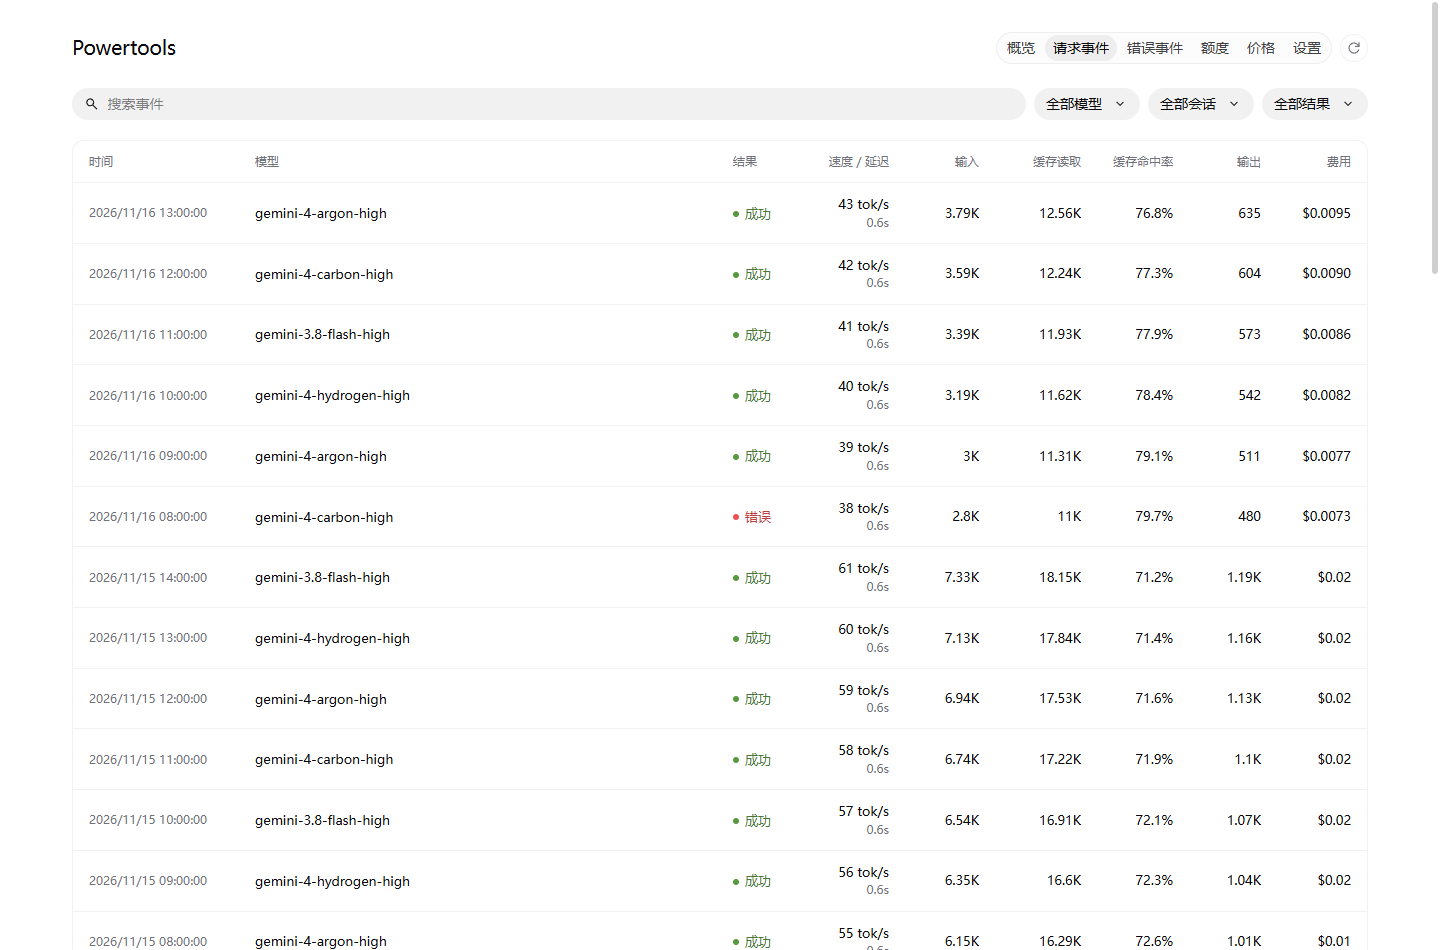 Powertools
概览 请求事件 错误事件 额度 价格 设置
搜索事件 全部模型 全部会话 全部结果
时间 模型 结果 速度 / 延迟 输入 缓存读取 缓存命中率 输出 费用
2026/11/16 13:00:00 gemini-4-argon-high 成功 43 tok/s 3.79K 12.56K 76.8% 635 $0.0095
0.6s
2026/11/16 12:00:00 gemini-4-carbon-high 成功 42 tok/s 3.59K 12.24K 77.3% 604 $0.0090
0.6s
2026/11/16 11:00:00 gemini-3.8-flash-high 成功 41 tok/s 3.39K 11.93K 77.9% 573 $0.0086
0.6s
2026/11/16 10:00:00 gemini-4-hydrogen-high 成功 40 tok/s 3.19K 11.62K 78.4% 542 $0.0082
0.6s
2026/11/16 09:00:00 gemini-4-argon-high 成功 39 tok/s 3K 11.31K 79.1% 511 $0.0077
0.6s
2026/11/16 08:00:00 gemini-4-carbon-high 错误 38 tok/s 2.8K 11K 79.7% 480 $0.0073
0.6s
2026/11/15 14:00:00 gemini-3.8-flash-high 成功 61 tok/s 7.33K 18.15K 71.2% 1.19K $0.02
0.6s
2026/11/15 13:00:00 gemini-4-hydrogen-high 成功 60 tok/s 7.13K 17.84K 71.4% 1.16K $0.02
0.6s
2026/11/15 12:00:00 gemini-4-argon-high 成功 59 tok/s 6.94K 17.53K 71.6% 1.13K $0.02
0.6s
2026/11/15 11:00:00 gemini-4-carbon-high 成功 58 tok/s 6.74K 17.22K 71.9% 1.1K $0.02
0.6s
2026/11/15 10:00:00 gemini-3.8-flash-high 成功 57 tok/s 6.54K 16.91K 72.1% 1.07K $0.02
0.6s
2026/11/15 09:00:00 gemini-4-hydrogen-high 成功 56 tok/s 6.35K 16.6K 72.3% 1.04K $0.02
0.6s
2026/11/15 08:00:00 gemini-4-argon-high 成功 55 tok/s 6.15K 16.29K 72.6% 1.01K $0.01
0.6s